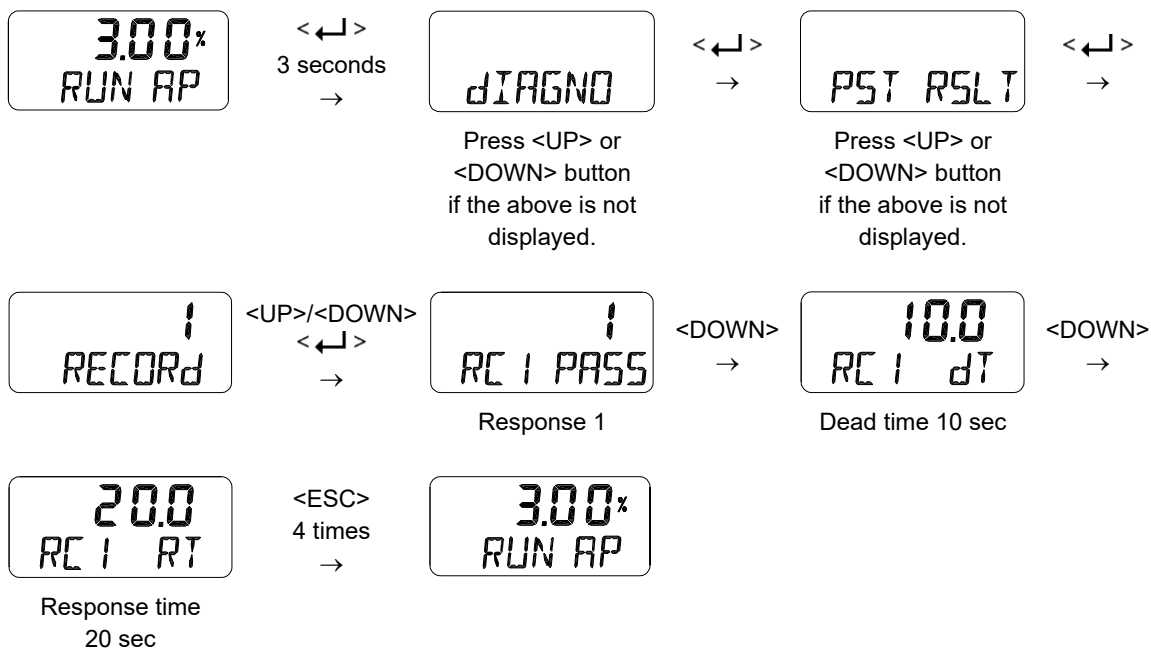 3.00%
RUN AP
<↵>
3 seconds
→
dIAGNO
Press <UP> or
<DOWN> button
if the above is not
displayed.
<↵>
→
PST RSLT
Press <UP> or
<DOWN> button
if the above is not
displayed.
<↵>
→
1
RECORd
<UP>/<DOWN>
<↵>
→
1
RC1 PASS
Response 1
<DOWN>
→
10.0
RC1 dT
Dead time 10 sec
<DOWN>
→
20.0
RC1 RT
Response time
20 sec
<ESC>
4 times
→
3.00%
RUN AP